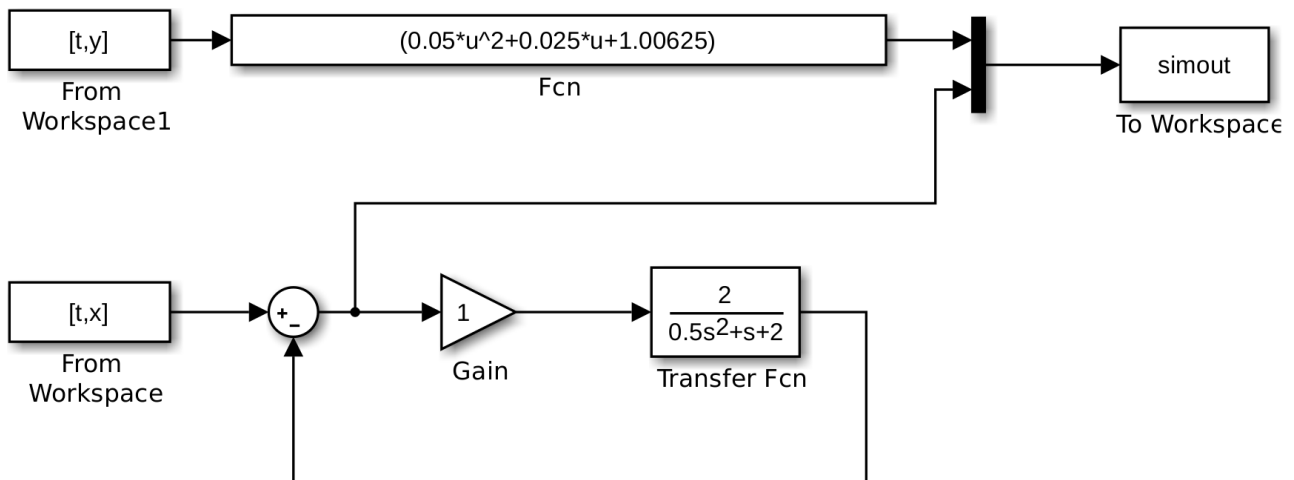 [t,y]
(0.05*u^2+0.025*u+1.00625)
simout
From
Workspace1
Fcn
To Workspace
[t,x]
+
−
1
2
0.5s2+s+2
From
Workspace
Gain
Transfer Fcn